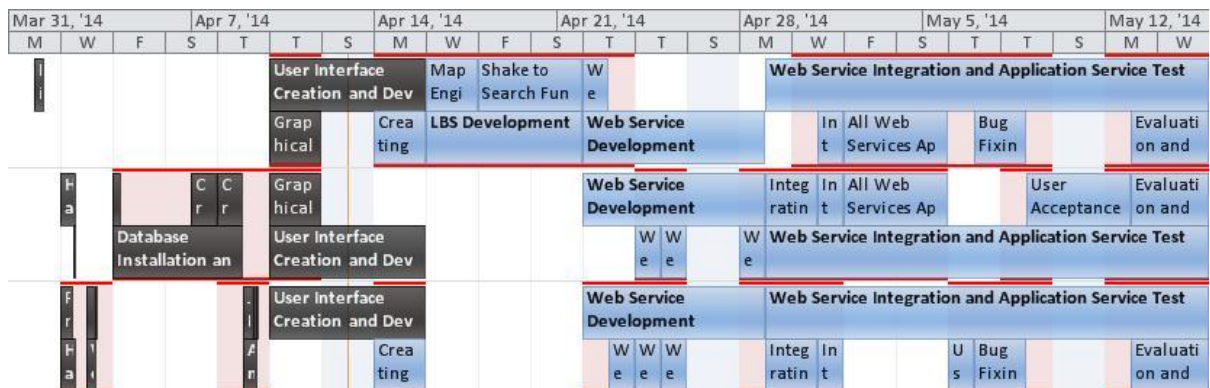 Mar 31, '14 Apr 7, '14 Apr 14, '14 Apr 21, '14 Apr 28, '14 May 5, '14 May 12, '14
M W F S T T S M W F S T T S M W F S T T S M W
User Interface Map Shake to W Web Service Integration and Application Service Test
i Creation and Dev Engi Search Fun e
Grap Crea LBS Development Web Service In All Web Bug Evaluati
hical ting Development t Services Ap Fixin on and
H C C Grap Web Service Integ In All Web User Evaluati
a r r hical Development ratin t Services Ap Acceptance on and
Database User Interface W W W Web Service Integration and Application Service Test
Installation an Creation and Dev e e e
User Interface Web Service Web Service Integration and Application Service Test
r Creation and Dev Development
H A Crea W W W Integ In U Bug Evaluati
a n ting e e e ratin t s Fixin on and